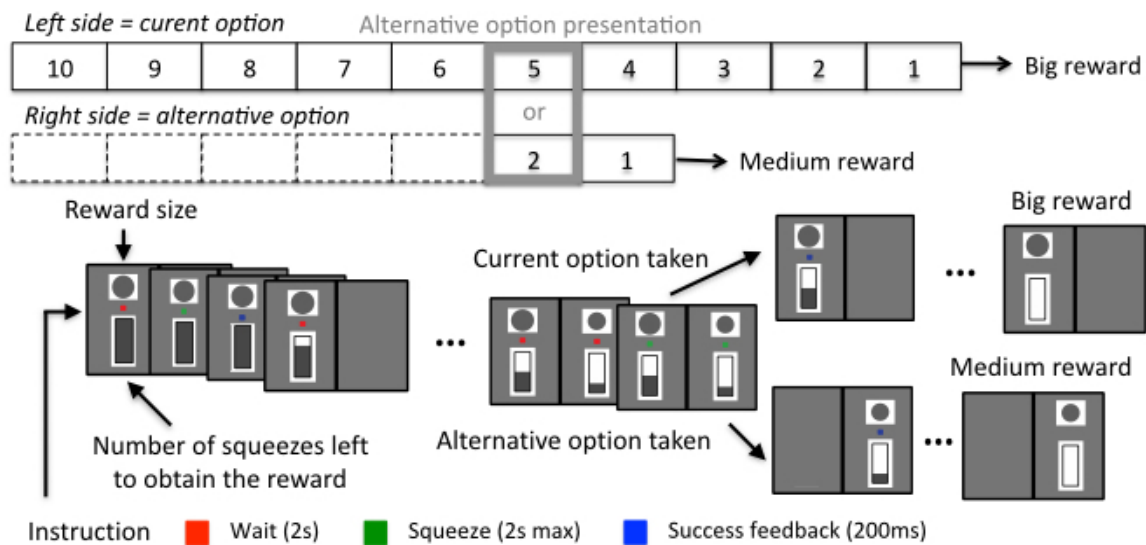 Left side = curent option
Alternative option presentation
10 9 8 7 6 5 4 3 2 1
Big reward
Right side = alternative option
or
2 1
Medium reward
Reward size
Big reward
Current option taken
...
...
Medium reward
Number of squeezes left
to obtain the reward
Alternative option taken
...
Instruction
Wait (2s)
Squeeze (2s max)
Success feedback (200ms)